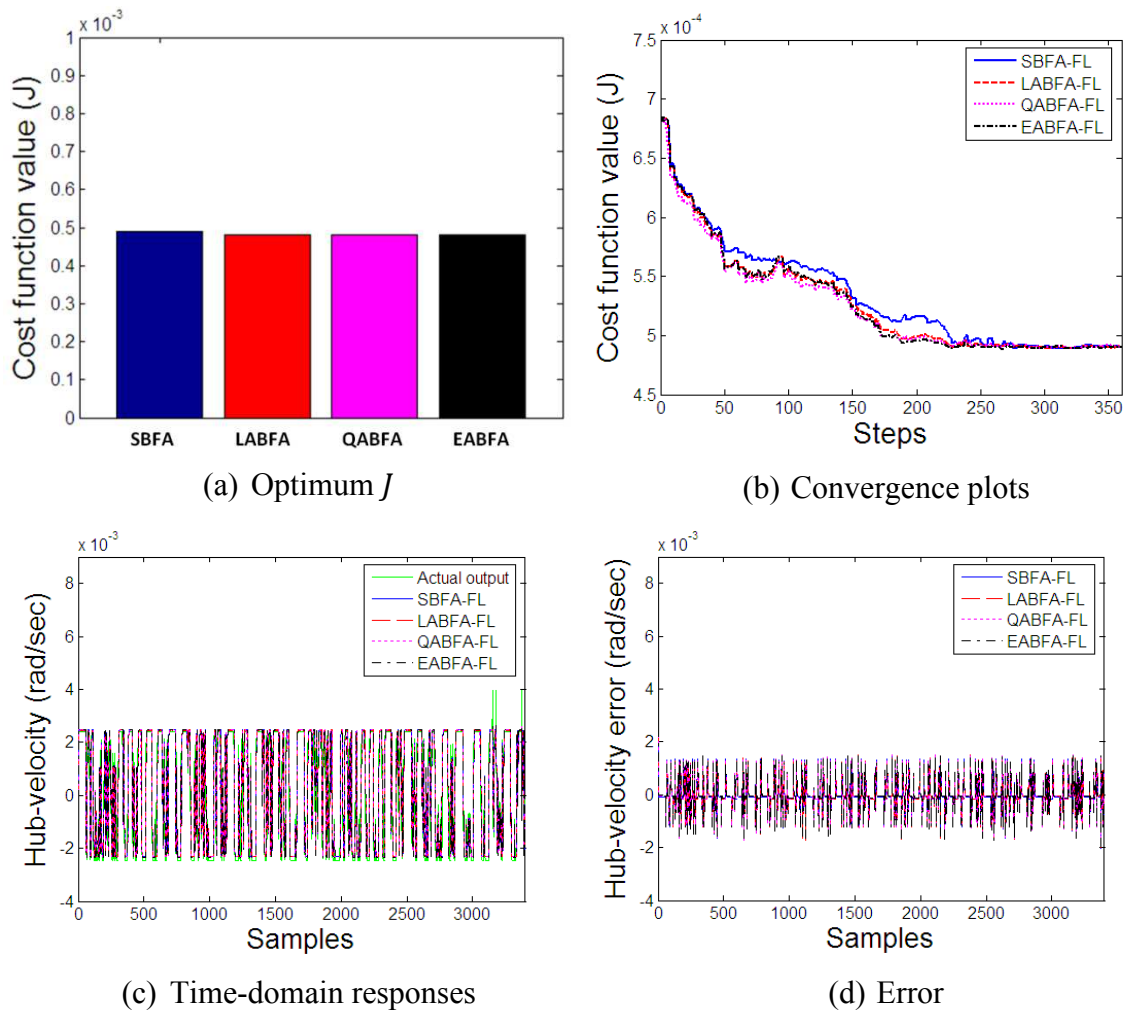 x 10⁻³
1
0.9
0.8
0.7
0.6
0.5
0.4
0.3
0.2
0.1
0
Cost function value (J)
SBFA LABFA QABFA EABFA
(a) Optimum J
x 10⁻⁴
7.5
7
6.5
6
5.5
5
4.5
Cost function value (J)
SBFA-FL
LABFA-FL
QABFA-FL
EABFA-FL
0 50 100 150 200 250 300 350
Steps
(b) Convergence plots
x 10⁻³
8
6
4
2
0
-2
-4
Hub-velocity (rad/sec)
Actual output
SBFA-FL
LABFA-FL
QABFA-FL
EABFA-FL
0 500 1000 1500 2000 2500 3000
Samples
(c) Time-domain responses
x 10⁻³
8
6
4
2
0
-2
-4
Hub-velocity error (rad/sec)
SBFA-FL
LABFA-FL
QABFA-FL
EABFA-FL
0 500 1000 1500 2000 2500 3000
Samples
(d) Error